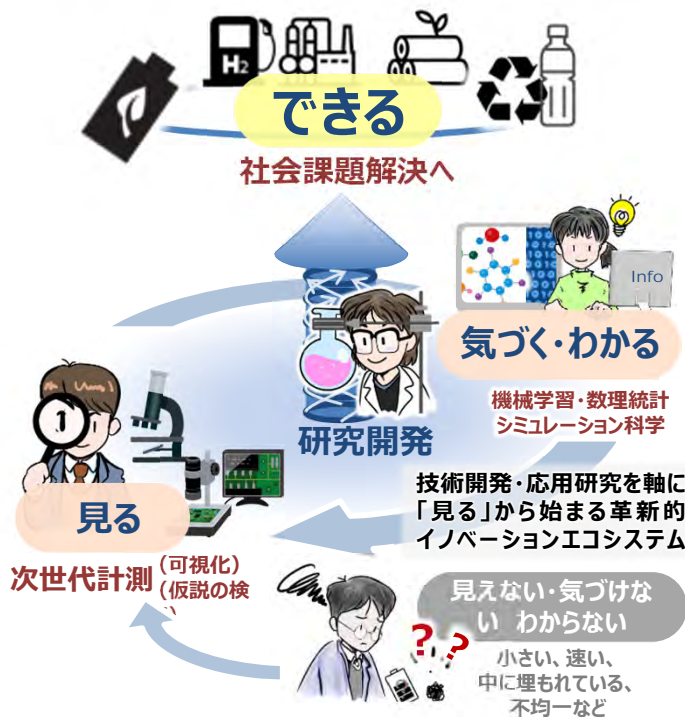 H2
できる
社会課題解決へ
Info
気づく・わかる
機械学習・数理統計
シミュレーション科学
研究開発
見る
次世代計測
(可視化)
(仮説の検
技術開発・応用研究を軸に
「見る」から始まる革新的
イノベーションエコシステム
見えない・気づけな
い わからない
? ?
小さい、速い、
中に埋もれている、
不均一など